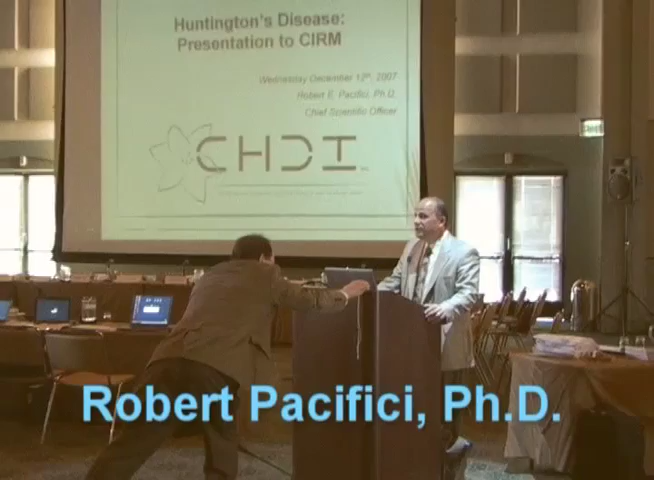 Huntington's Disease:
Presentation to CIRM
Wednesday December 12th, 2007
Robert E. Pacifici, Ph.D.
Chief Scientific Officer
CHDI
Robert Pacifici, Ph.D.